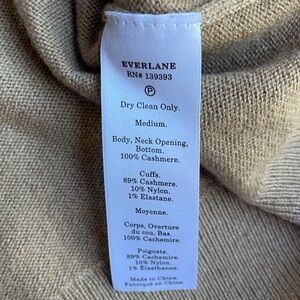 EVERLANE
RN# 139393
P
Dry Clean Only.
Medium.
Body, Neck Opening,
Bottom.
100% Cashmere.
Cuffs.
89% Cashmere.
10% Nylon.
1% Elastane.
Moyenne.
Corps, Overture
du cou, Bas.
100% Cachemire.
Poignets.
89% Cachemire.
10% Nylon.
1% Elasthanne.
Made in China.
Fabriqué en China.